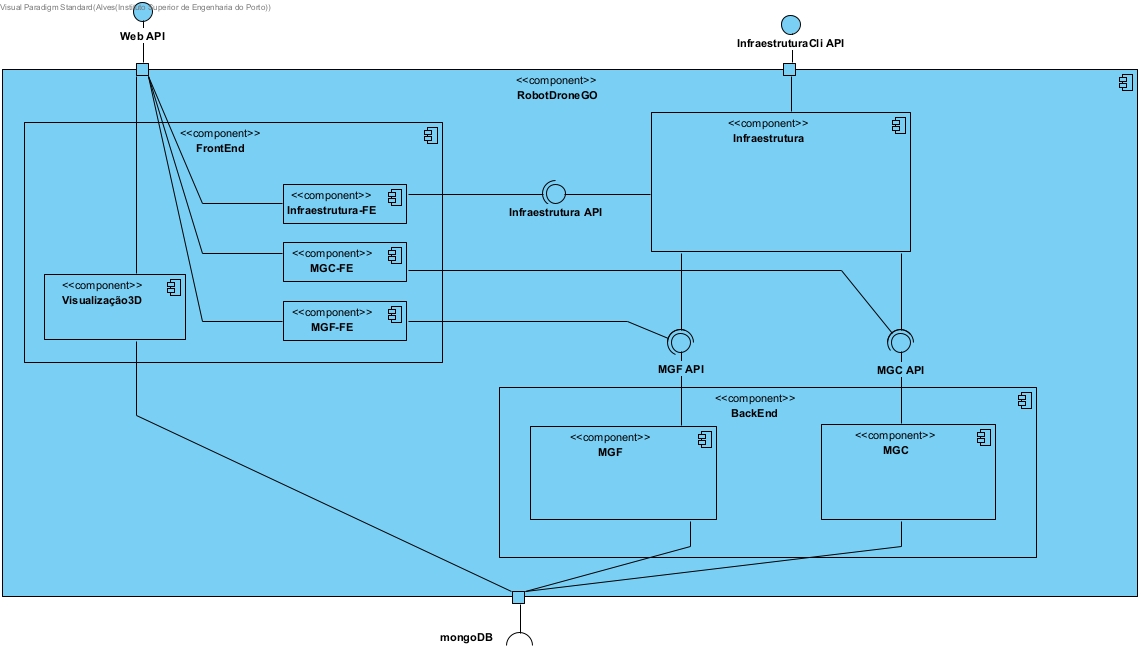 Visual Paradigm Standard(Alves(Instituto Superior de Engenharia do Porto))
Web API
InfraestruturaCli API
<<component>>
RobotDroneGO
<<component>>
FrontEnd
<<component>>
Infraestrutura
<<component>>
Infraestrutura-FE
Infraestrutura API
<<component>>
MGC-FE
<<component>>
Visualização3D
<<component>>
MGF-FE
MGF API
MGC API
<<component>>
BackEnd
<<component>>
MGF
<<component>>
MGC
mongoDB